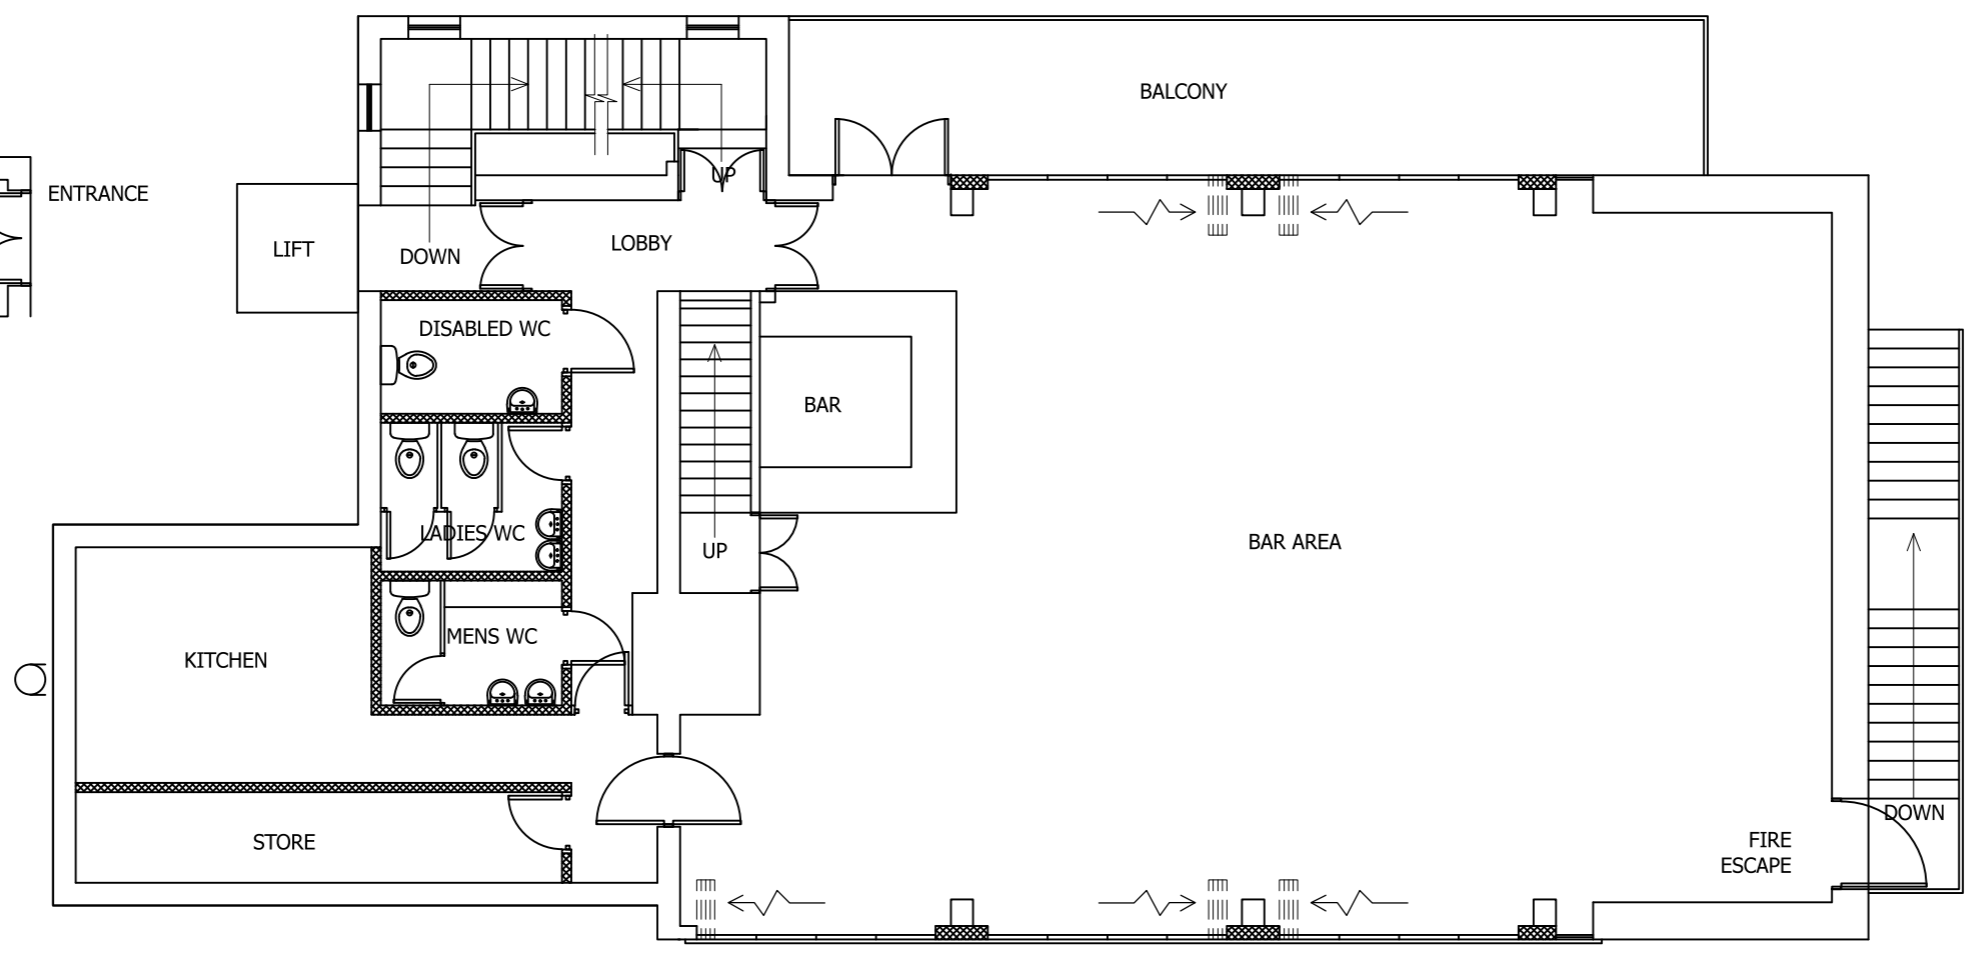 BALCONY
UP
ENTRANCE
LIFT
DOWN
LOBBY
DISABLED WC
BAR
LADIES WC
UP
BAR AREA
MENS WC
KITCHEN
DOWN
STORE
FIRE
ESCAPE